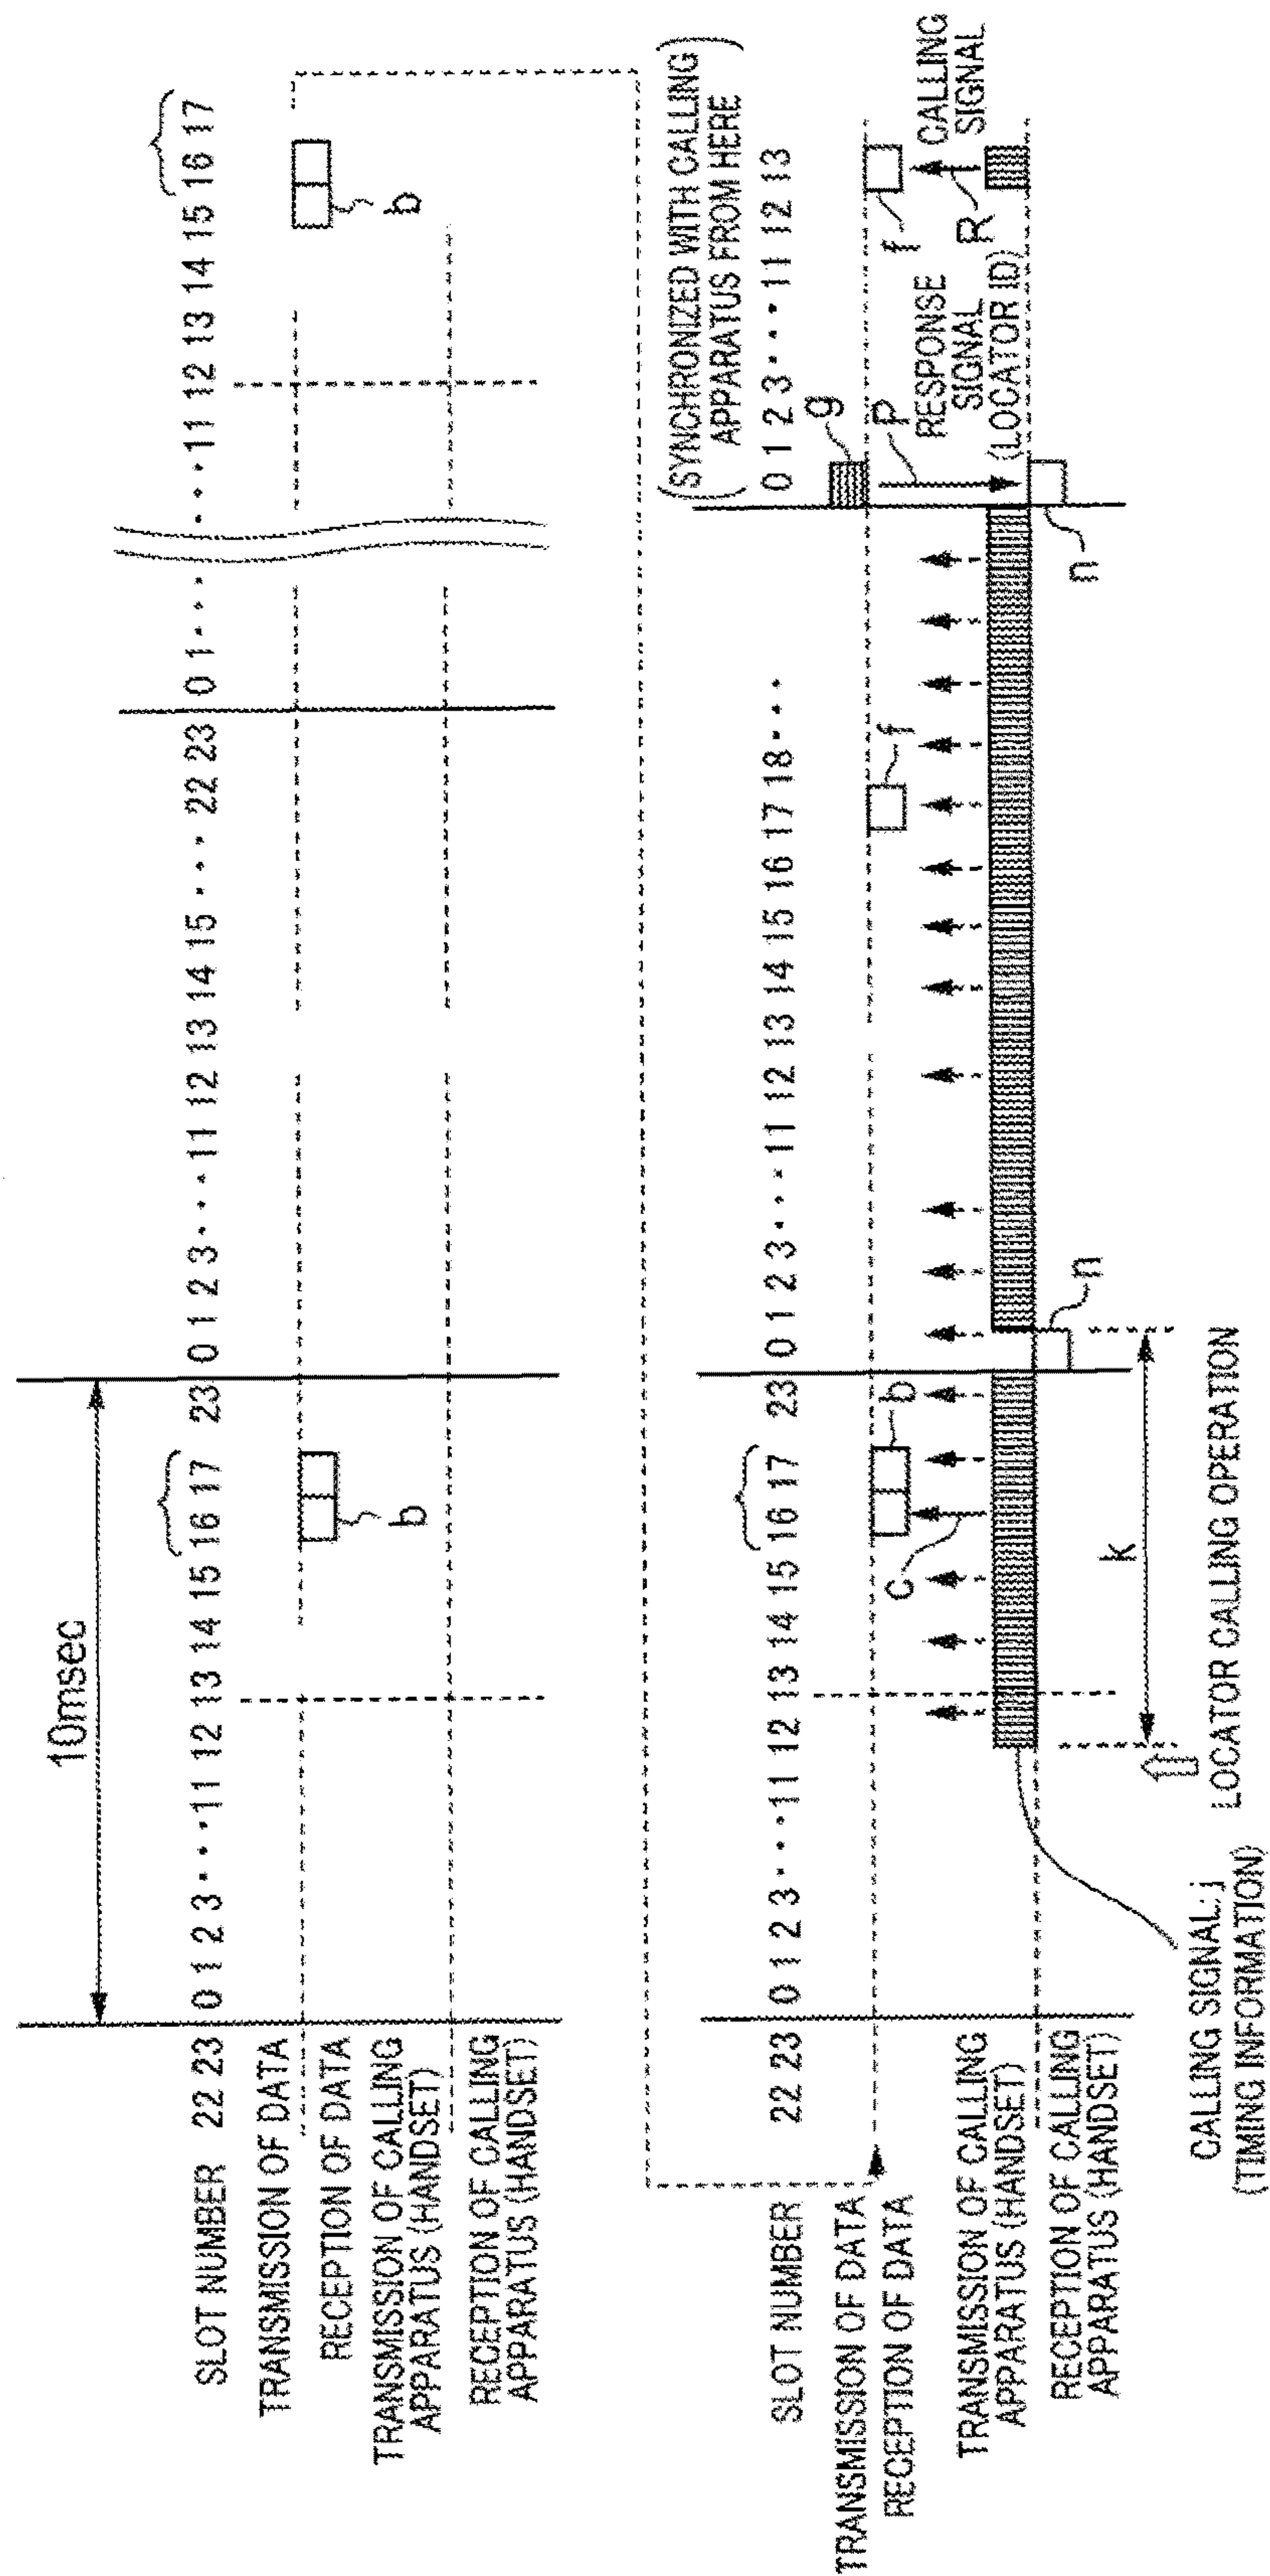 10msec
SLOT NUMBER 22 23 0 1 2 3 ··· 11 12 13 14 15 16 17 23 0 1 2 3 ··· 11 12 13 14 15 ··· 22 23 0 1 ··· ··· 11 12 13 14 15 16 17
TRANSMISSION OF DATA
RECEPTION OF DATA
b
b
TRANSMISSION OF CALLING
APPARATUS (HANDSET)
RECEPTION OF CALLING
APPARATUS (HANDSET)
(SYNCHRONIZED WITH CALLING
APPARATUS FROM HERE)
SLOT NUMBER 22 23 0 1 2 3 ··· 11 12 13 14 15 16 17 23 0 1 2 3 ··· 11 12 13 14 15 16 17 18 ··· 0 1 2 3 ··· 11 12 13
g
TRANSMISSION OF DATA
RECEPTION OF DATA
c
b
f
P
f
RESPONSE
SIGNAL
(LOCATOR ID)
R
CALLING
SIGNAL
TRANSMISSION OF CALLING
APPARATUS (HANDSET)
RECEPTION OF CALLING
APPARATUS (HANDSET)
n
n
k
CALLING SIGNAL: j
(TIMING INFORMATION)
LOCATOR CALLING OPERATION